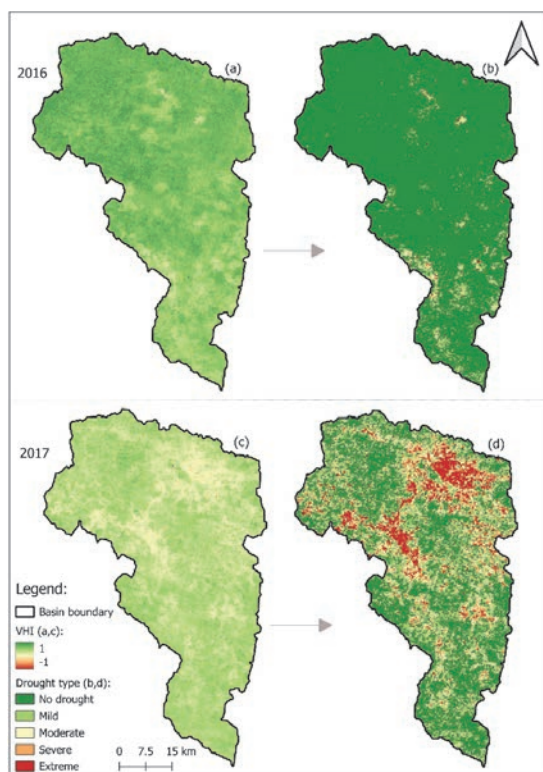 2016
(a)
(b)
2017
(c)
(d)
Legend:
Basin boundary
VHI (a,c):
1
-1
Drought type (b,d):
No drought
Mild
Moderate
Severe
Extreme
0 7.5 15 km